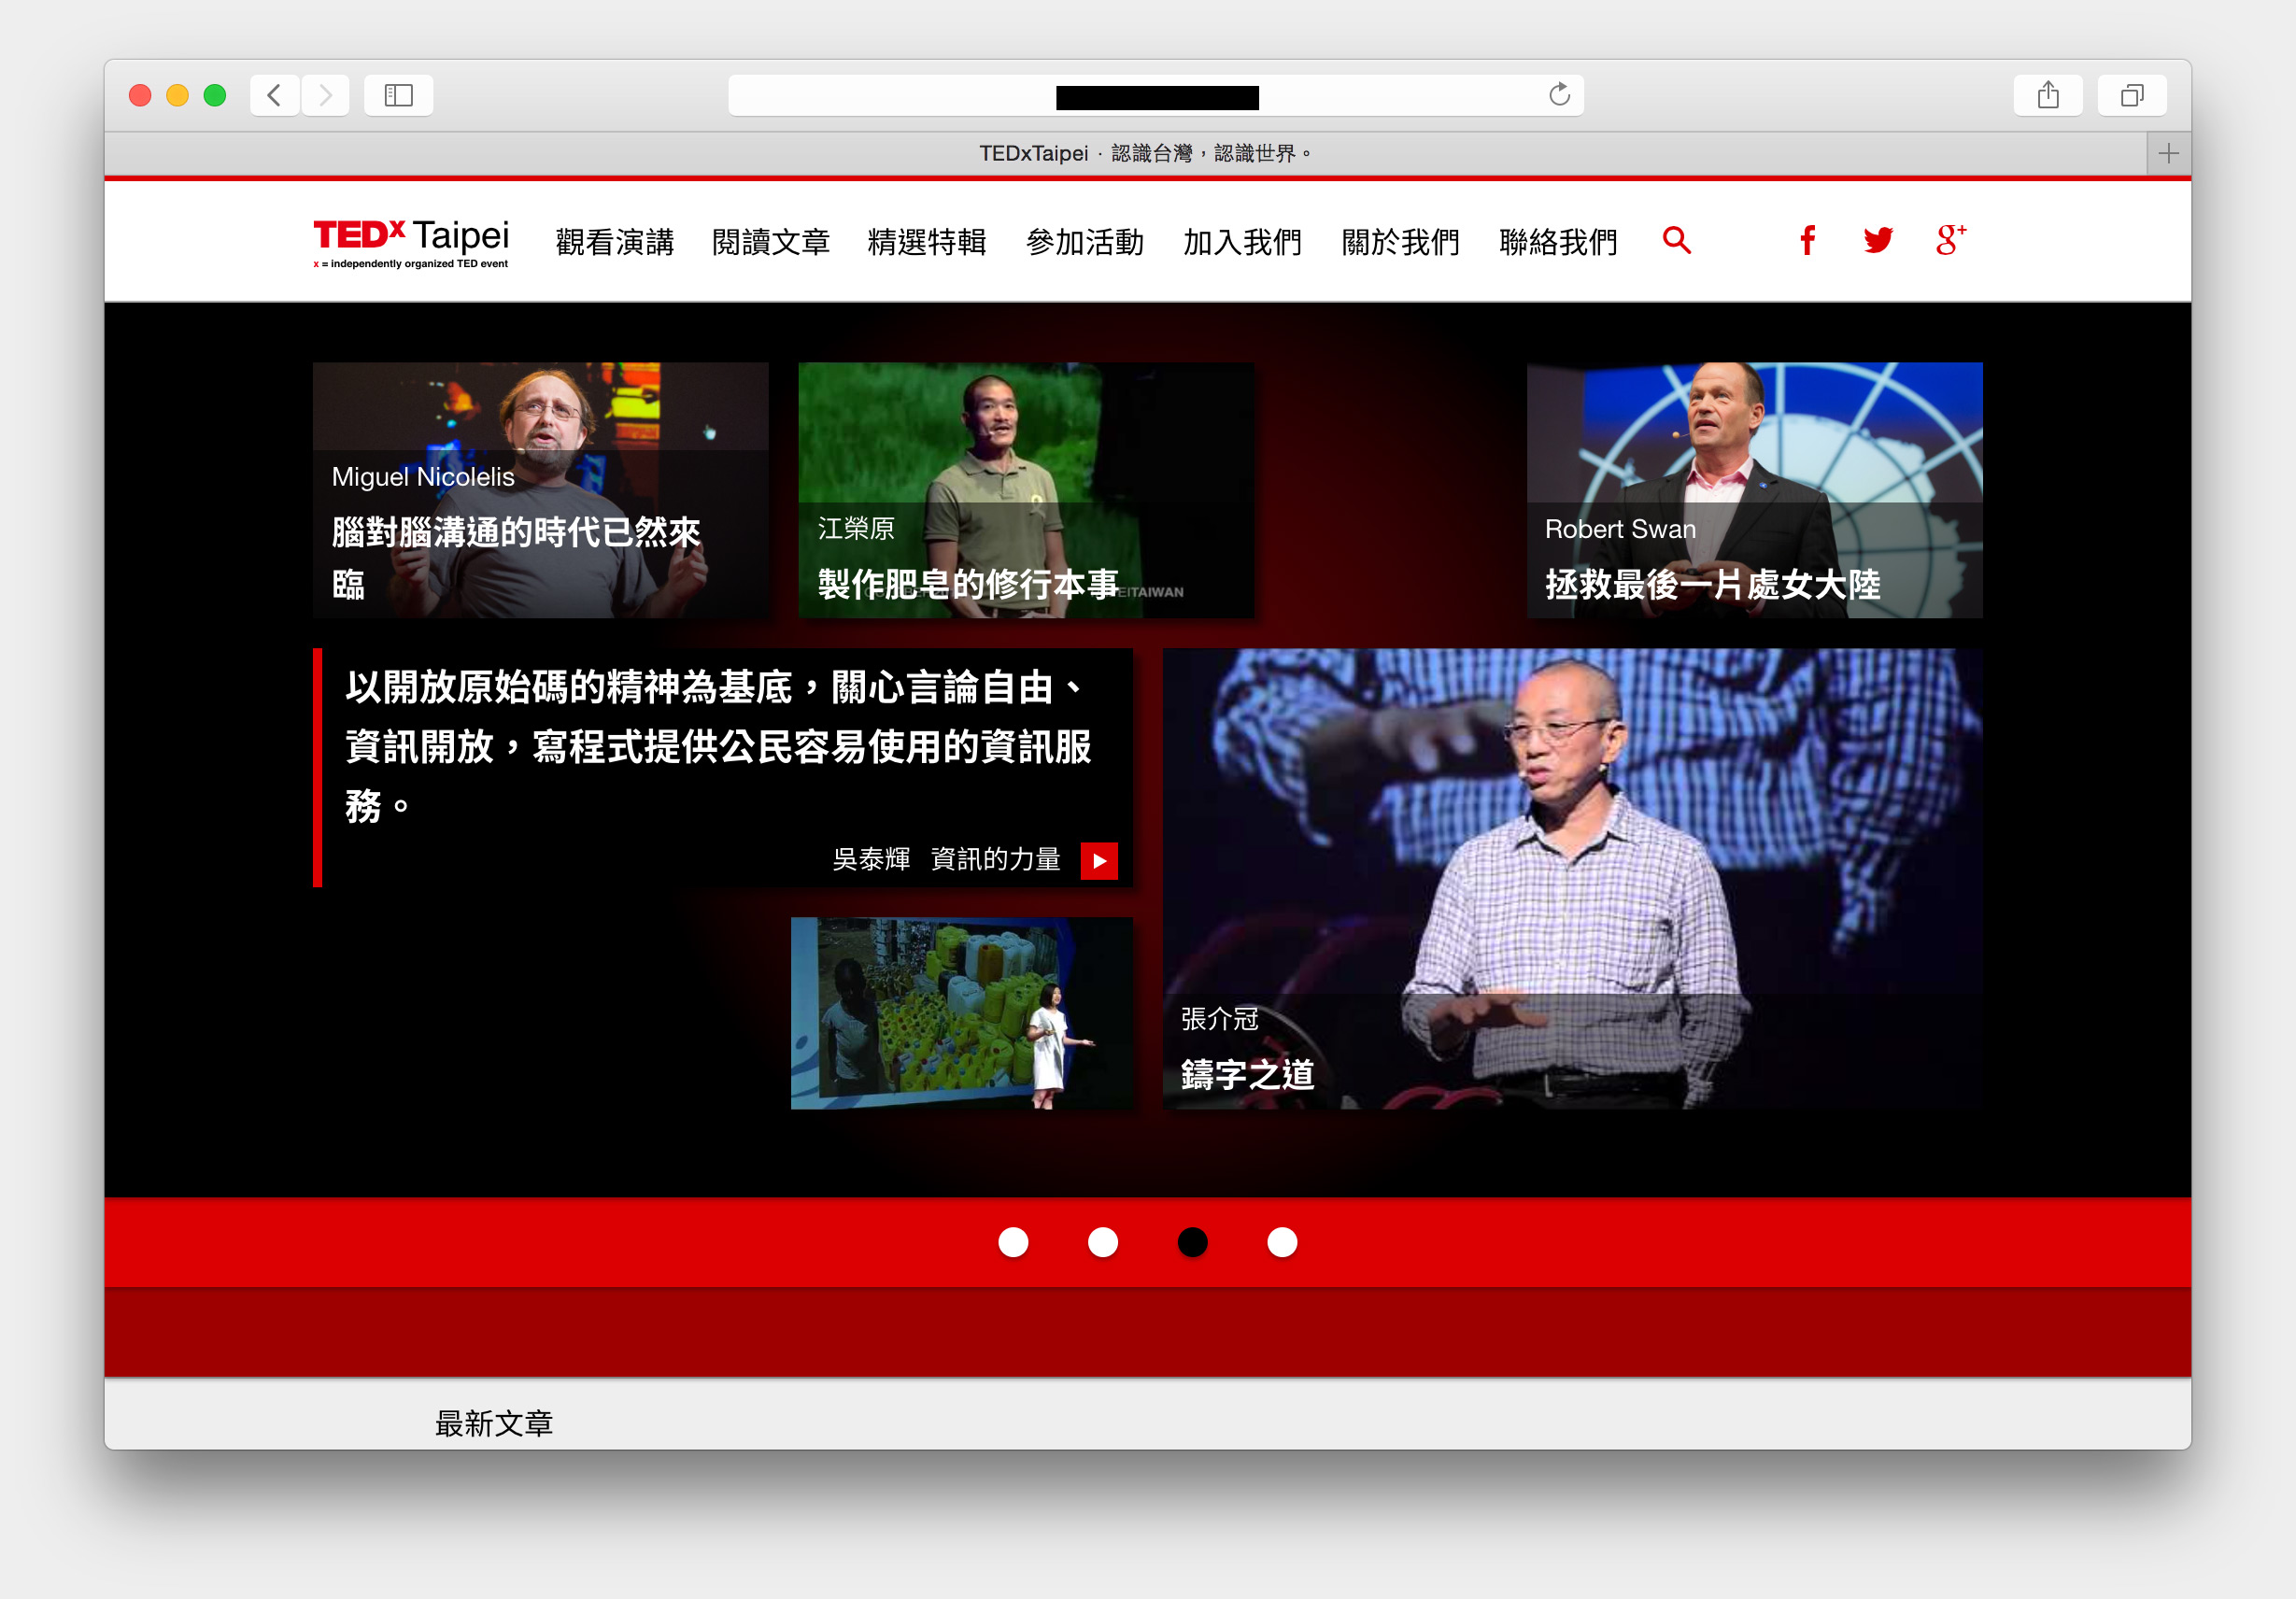 TEDxTaipei · 認識台灣，認識世界。
TEDx Taipei
x = independently organized TED event
觀看演講 閱讀文章 精選特輯 參加活動 加入我們 關於我們 聯絡我們
f g+
Miguel Nicolelis
腦對腦溝通的時代已然來
臨
江榮原
製作肥皂的修行本事
EITAIWAN
Robert Swan
拯救最後一片處女大陸
以開放原始碼的精神為基底，關心言論自由、
資訊開放，寫程式提供公民容易使用的資訊服
務。
吳泰輝 資訊的力量
張介冠
鑄字之道
最新文章